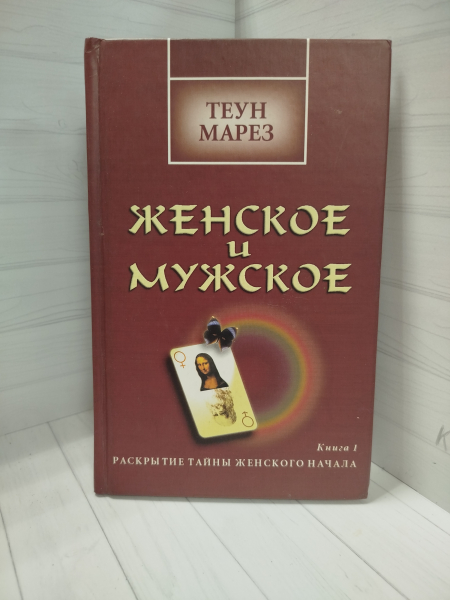 ТЕУН
МАРЕЗ
ЖЕНСКОЕ
и
МУЖСКОЕ
Книга 1
РАСКРЫТИЕ ТАЙНЫ ЖЕНСКОГО НАЧАЛА